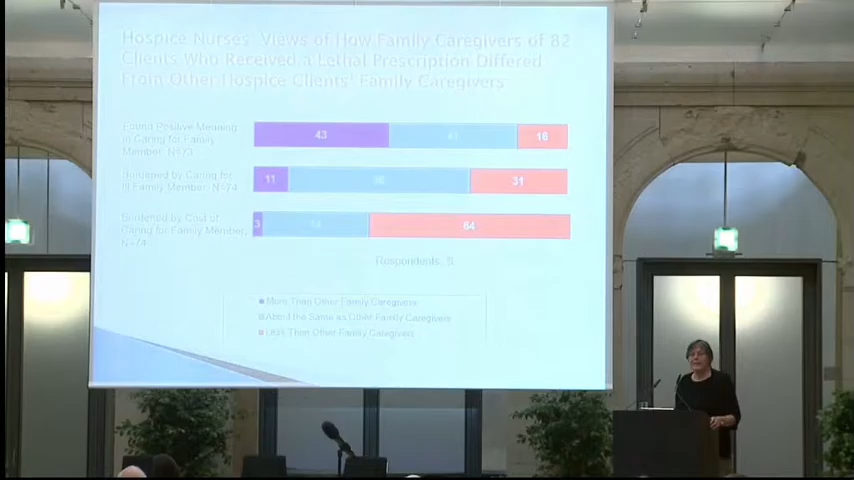 Hospice Nurses' Views of How Family Caregivers of 82
Clients Who Received a Lethal Prescription Differed
From Other Hospice Clients' Family Caregivers
Found Positive Meaning
in Caring for Family
Member, N=73
43
16
Burdened by Caring for
Ill Family Member, N=74
11
31
Burdened by Cost of
Caring for Family Member,
N=74
3
64
Respondents, %
More Than Other Family Caregivers
About the Same as Other Family Caregivers
Less Than Other Family Caregivers